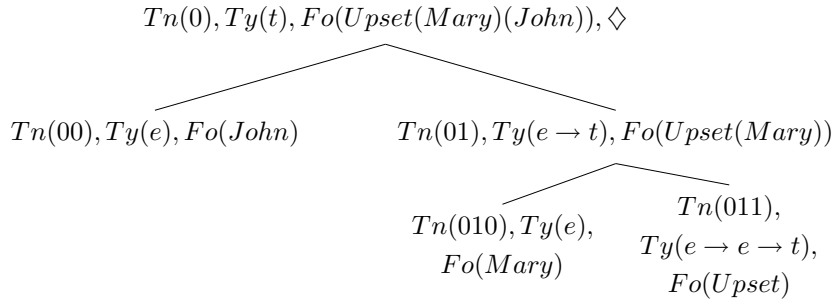 Tn(0), Ty(t), Fo(Upset(Mary)(John)), ◇
Tn(00), Ty(e), Fo(John)
Tn(01), Ty(e → t), Fo(Upset(Mary))
Tn(010), Ty(e),
Fo(Mary)
Tn(011),
Ty(e → e → t),
Fo(Upset)